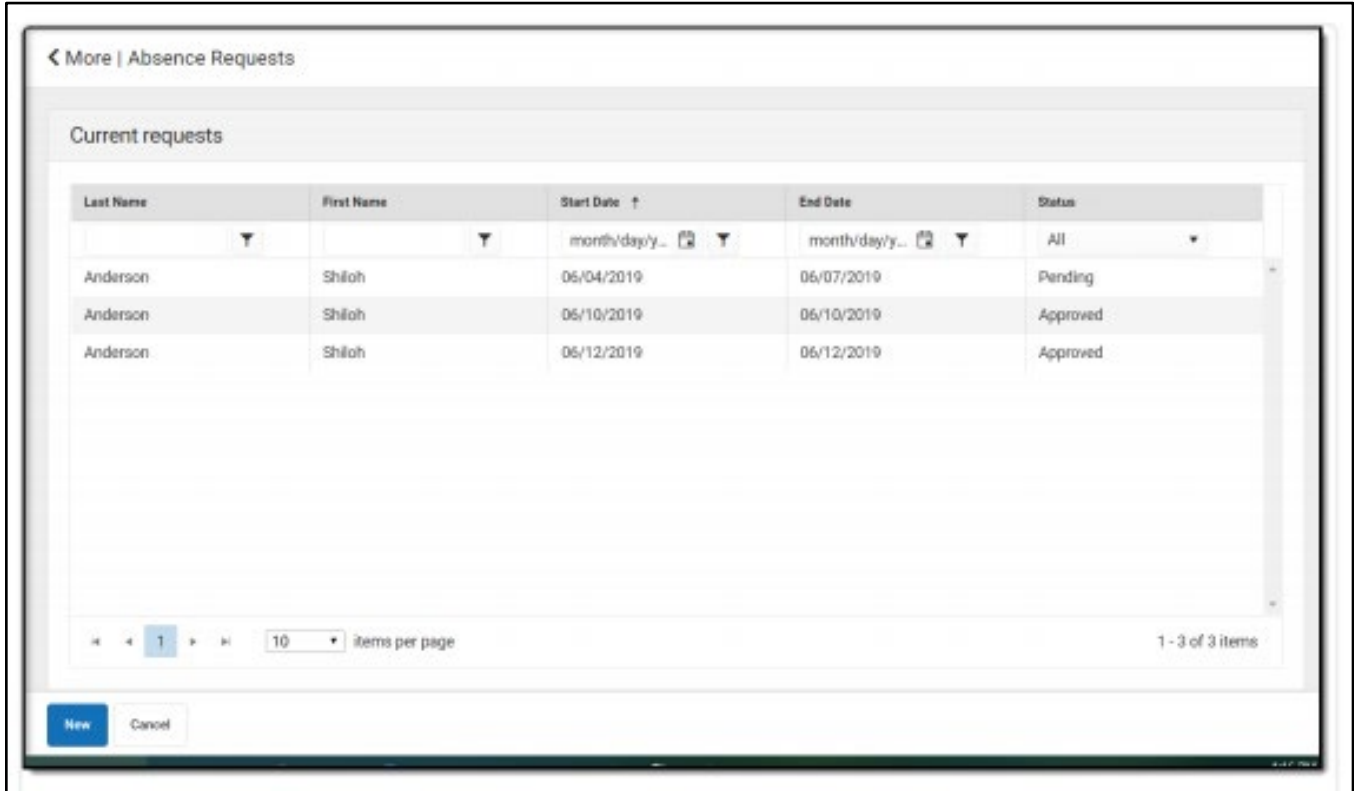 More | Absence Requests
Current requests
Last Name First Name Start Date ↑ End Date Status
month/day/y... month/day/y... All
Anderson Shiloh 06/04/2019 06/07/2019 Pending
Anderson Shiloh 06/10/2019 06/10/2019 Approved
Anderson Shiloh 06/12/2019 06/12/2019 Approved
1 10 items per page 1 - 3 of 3 items
New Cancel